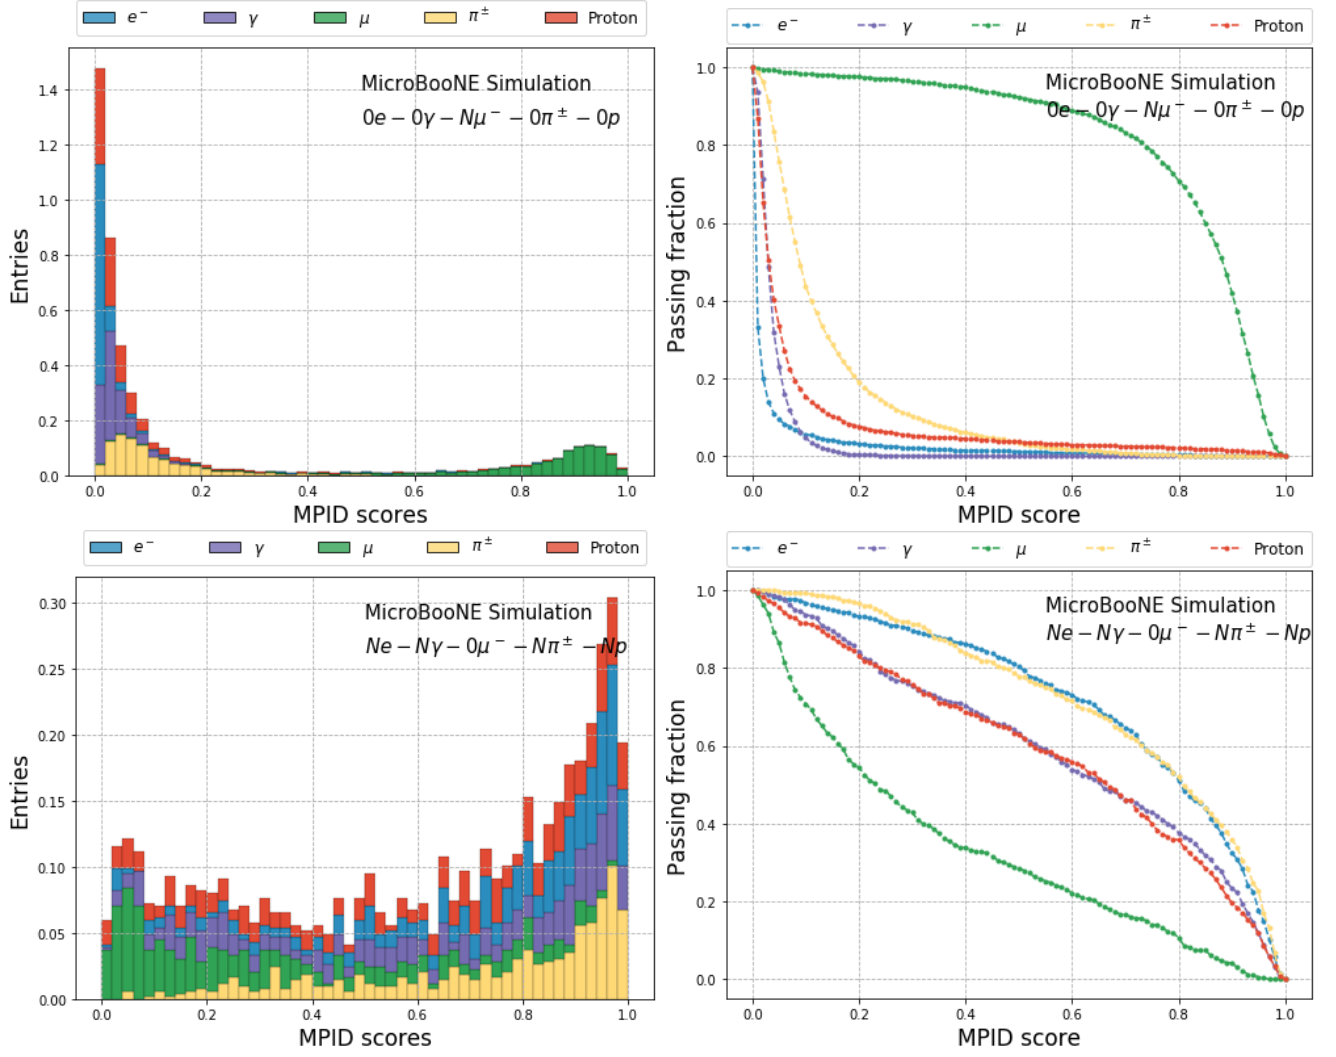 e⁻ γ μ π± Proton
MicroBooNE Simulation
0e − 0γ − Nμ⁻ − 0π± − 0p
Entries
1.4
1.2
1.0
0.8
0.6
0.4
0.2
0.0
0.0 0.2 0.4 0.6 0.8 1.0
MPID scores
e⁻ γ μ π± Proton
MicroBooNE Simulation
0e − 0γ − Nμ⁻ − 0π± − 0p
Passing fraction
1.0
0.8
0.6
0.4
0.2
0.0
0.0 0.2 0.4 0.6 0.8 1.0
MPID score
e⁻ γ μ π± Proton
MicroBooNE Simulation
Ne − Nγ − 0μ⁻ − Nπ± − Np
Entries
0.30
0.25
0.20
0.15
0.10
0.05
0.00
0.0 0.2 0.4 0.6 0.8 1.0
MPID scores
e⁻ γ μ π± Proton
MicroBooNE Simulation
Ne − Nγ − 0μ⁻ − Nπ± − Np
Passing fraction
1.0
0.8
0.6
0.4
0.2
0.0
0.0 0.2 0.4 0.6 0.8 1.0
MPID score